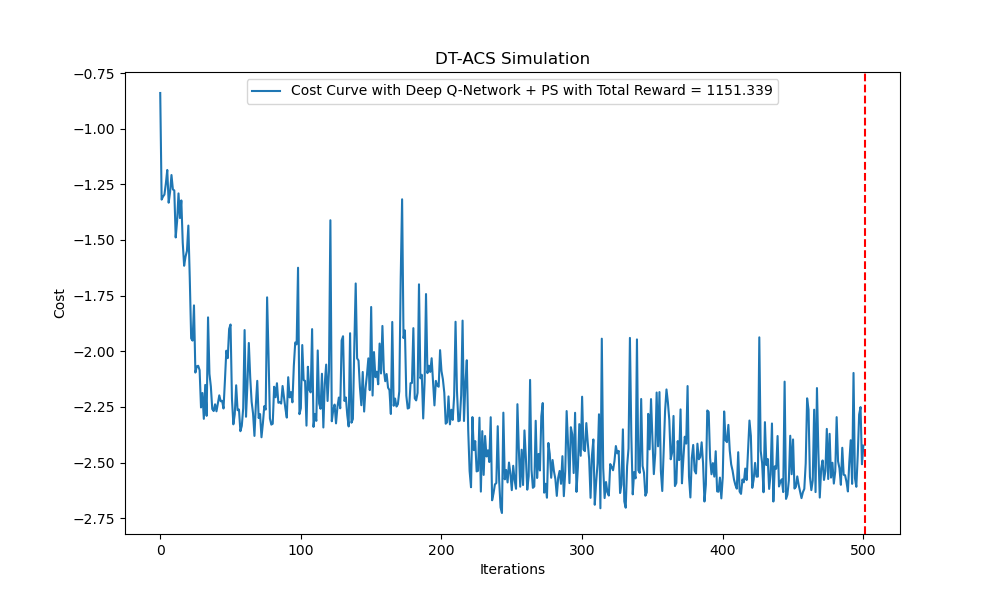 DT-ACS Simulation
Cost Curve with Deep Q-Network + PS with Total Reward = 1151.339
−0.75
−1.00
−1.25
−1.50
−1.75
−2.00
−2.25
−2.50
−2.75
Cost
0 100 200 300 400 500
Iterations